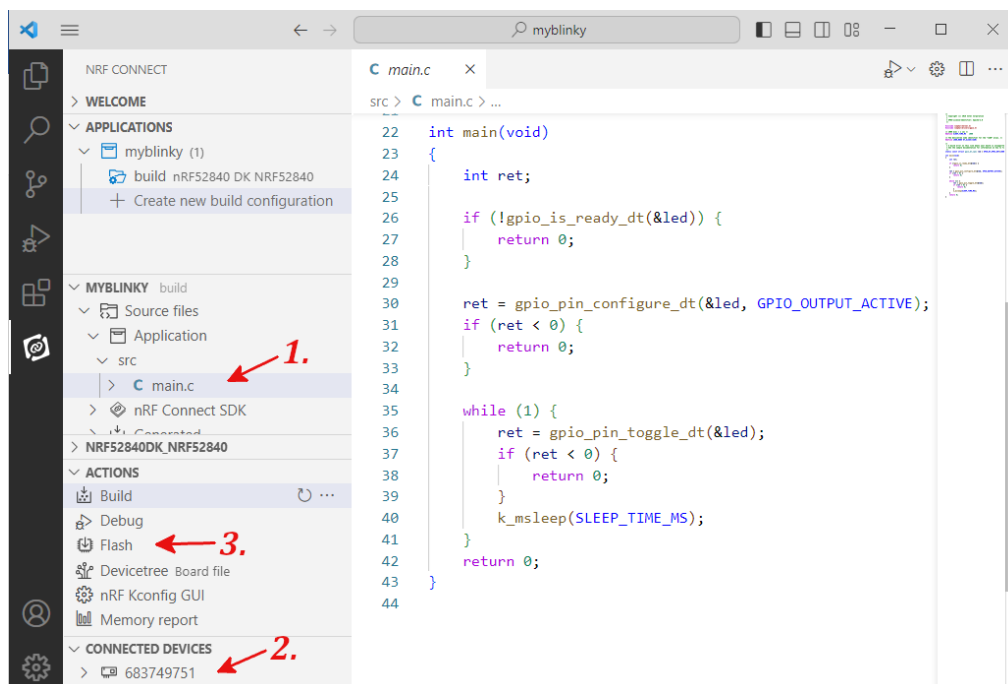 myblinky
NRF CONNECT
WELCOME
APPLICATIONS
myblinky (1)
build nRF52840 DK NRF52840
Create new build configuration
MYBLINKY build
Source files
Application
src
C main.c
1.
nRF Connect SDK
Generated
NRF52840DK_NRF52840
ACTIONS
Build
Debug
Flash
3.
Devicetree Board file
nRF Kconfig GUI
Memory report
CONNECTED DEVICES
2.
683749751
C main.c
src > C main.c > ...
22 int main(void)
23 {
24 int ret;
25
26 if (!gpio_is_ready_dt(&led)) {
27 return 0;
28 }
29
30 ret = gpio_pin_configure_dt(&led, GPIO_OUTPUT_ACTIVE);
31 if (ret < 0) {
32 return 0;
33 }
34
35 while (1) {
36 ret = gpio_pin_toggle_dt(&led);
37 if (ret < 0) {
38 return 0;
39 }
40 k_msleep(SLEEP_TIME_MS);
41 }
42 return 0;
43 }
44